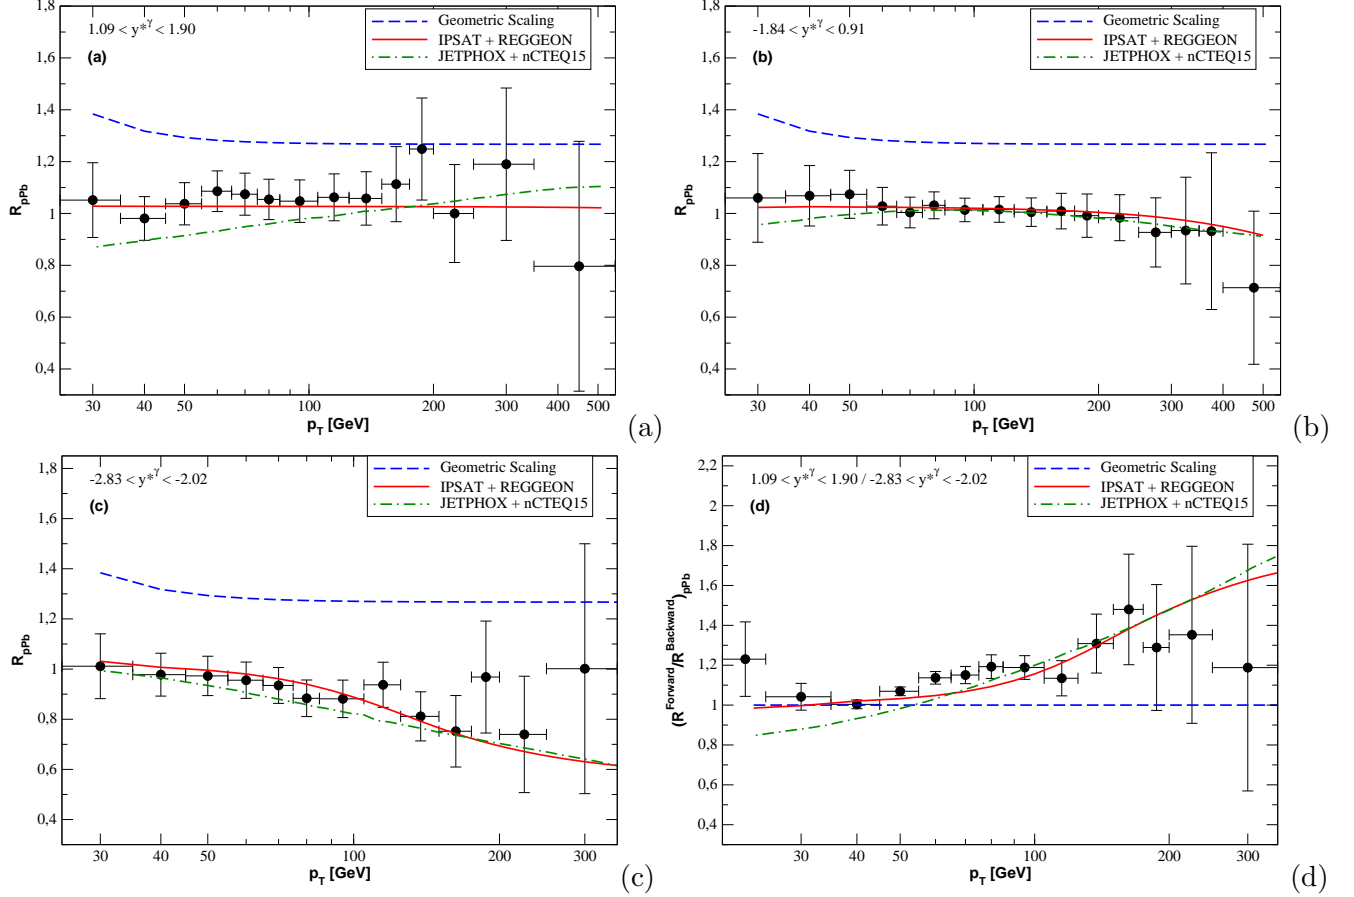 1.09 < y*^γ < 1.90
(a)
Geometric Scaling
IPSAT + REGGEON
JETPHOX + nCTEQ15
1,8
1,6
1,4
1,2
1
0,8
0,6
0,4
R_pPb
30 40 50 100 200 300 400 500
p_T [GeV]
(a)
-1.84 < y*^γ < 0.91
(b)
Geometric Scaling
IPSAT + REGGEON
JETPHOX + nCTEQ15
1,8
1,6
1,4
1,2
1
0,8
0,6
0,4
R_pPb
30 40 50 100 200 300 400 500
p_T [GeV]
(b)
-2.83 < y*^γ < -2.02
(c)
Geometric Scaling
IPSAT + REGGEON
JETPHOX + nCTEQ15
1,8
1,6
1,4
1,2
1
0,8
0,6
0,4
R_pPb
30 40 50 100 200 300
p_T [GeV]
(c)
1.09 < y*^γ < 1.90 / -2.83 < y*^γ < -2.02
(d)
Geometric Scaling
IPSAT + REGGEON
JETPHOX + nCTEQ15
2,2
2
1,8
1,6
1,4
1,2
1
0,8
0,6
0,4
(R^Forward/R^Backward)_pPb
30 40 50 100 200 300
p_T [GeV]
(d)